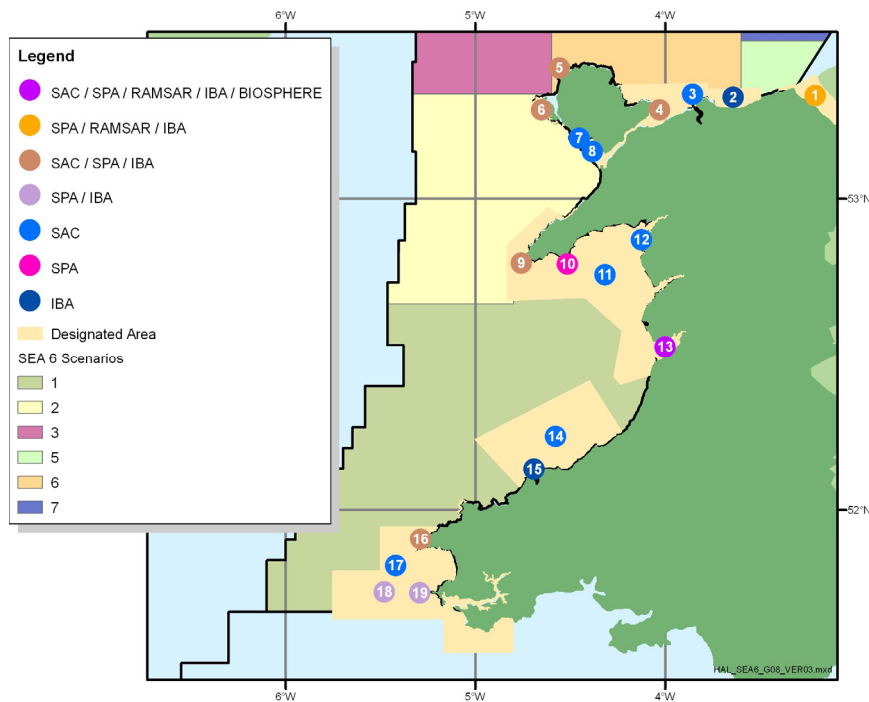 6°W 5°W 4°W
Legend
SAC / SPA / RAMSAR / IBA / BIOSPHERE
SPA / RAMSAR / IBA
SAC / SPA / IBA
SPA / IBA
SAC
SPA
IBA
Designated Area
SEA 6 Scenarios
1
2
3
5
6
7
5
3
2
1
6
4
7
8
53°N
12
9
10
11
13
14
15
52°N
16
17
18
19
HAL_SEA6_G08_VER03.mxd
6°W 5°W 4°W